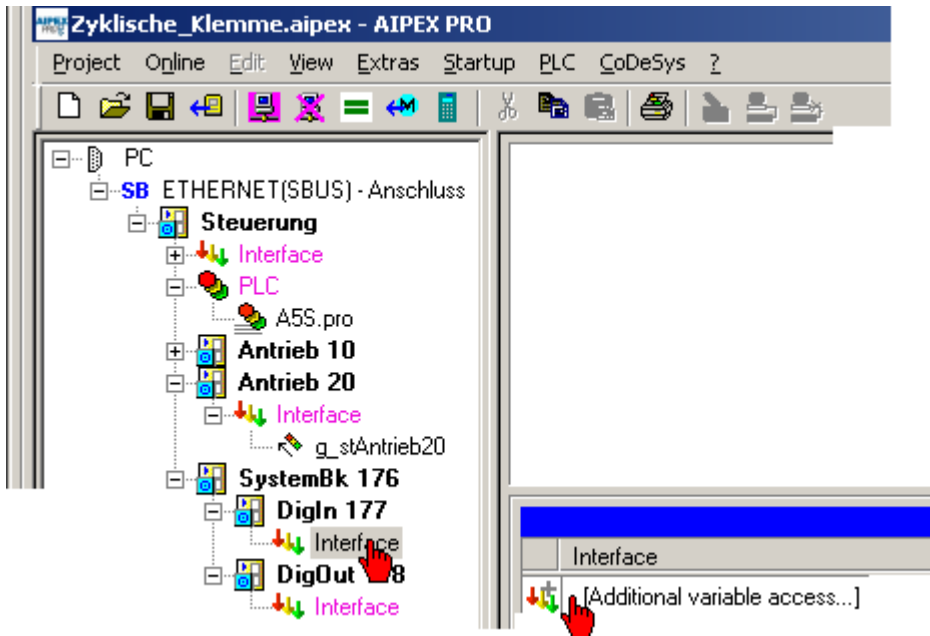 Zyklische_Klemme.aipex - AIPEX PRO
Project Online Edit View Extras Startup PLC CoDeSys ?
PC
SB ETHERNET(SBUS) - Anschluss
Steuerung
Interface
PLC
A5S.pro
Antrieb 10
Antrieb 20
Interface
g_stAntrieb20
SystemBk 176
DigIn 177
Interface
DigOut 8
Interface
Interface
[Additional variable access...]